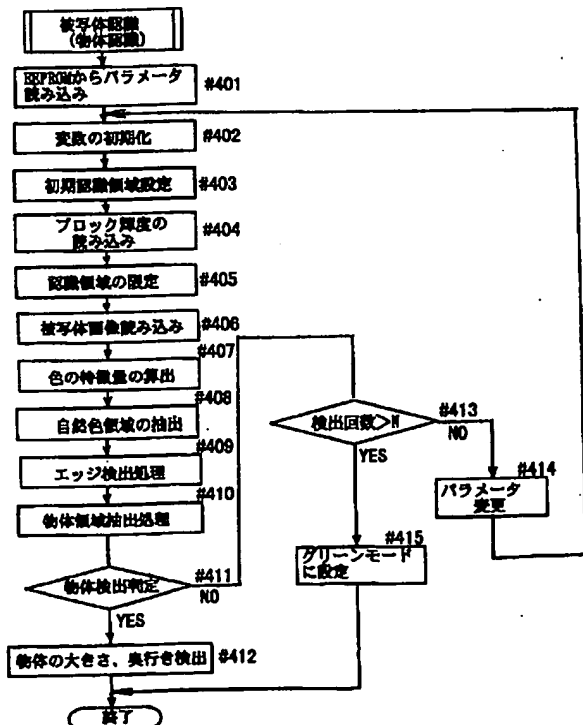 被写体認識
(物体認識)
EEPROMからパラメータ
読み込み
#401
変数の初期化
#402
初期認識領域設定
#403
ブロック輝度の
読み込み
#404
認識領域の限定
#405
被写体画像読み込み
#406
#407
色の特徴量の算出
#408
自然色領域の抽出
#409
エッジ検出処理
#410
物体領域抽出処理
物体検出判定
#411
NO
YES
物体の大きさ、奥行き検出
#412
終了
検出回数>N
#413
NO
YES
#414
パラメータ
変更
#415
グリーンモード
に設定